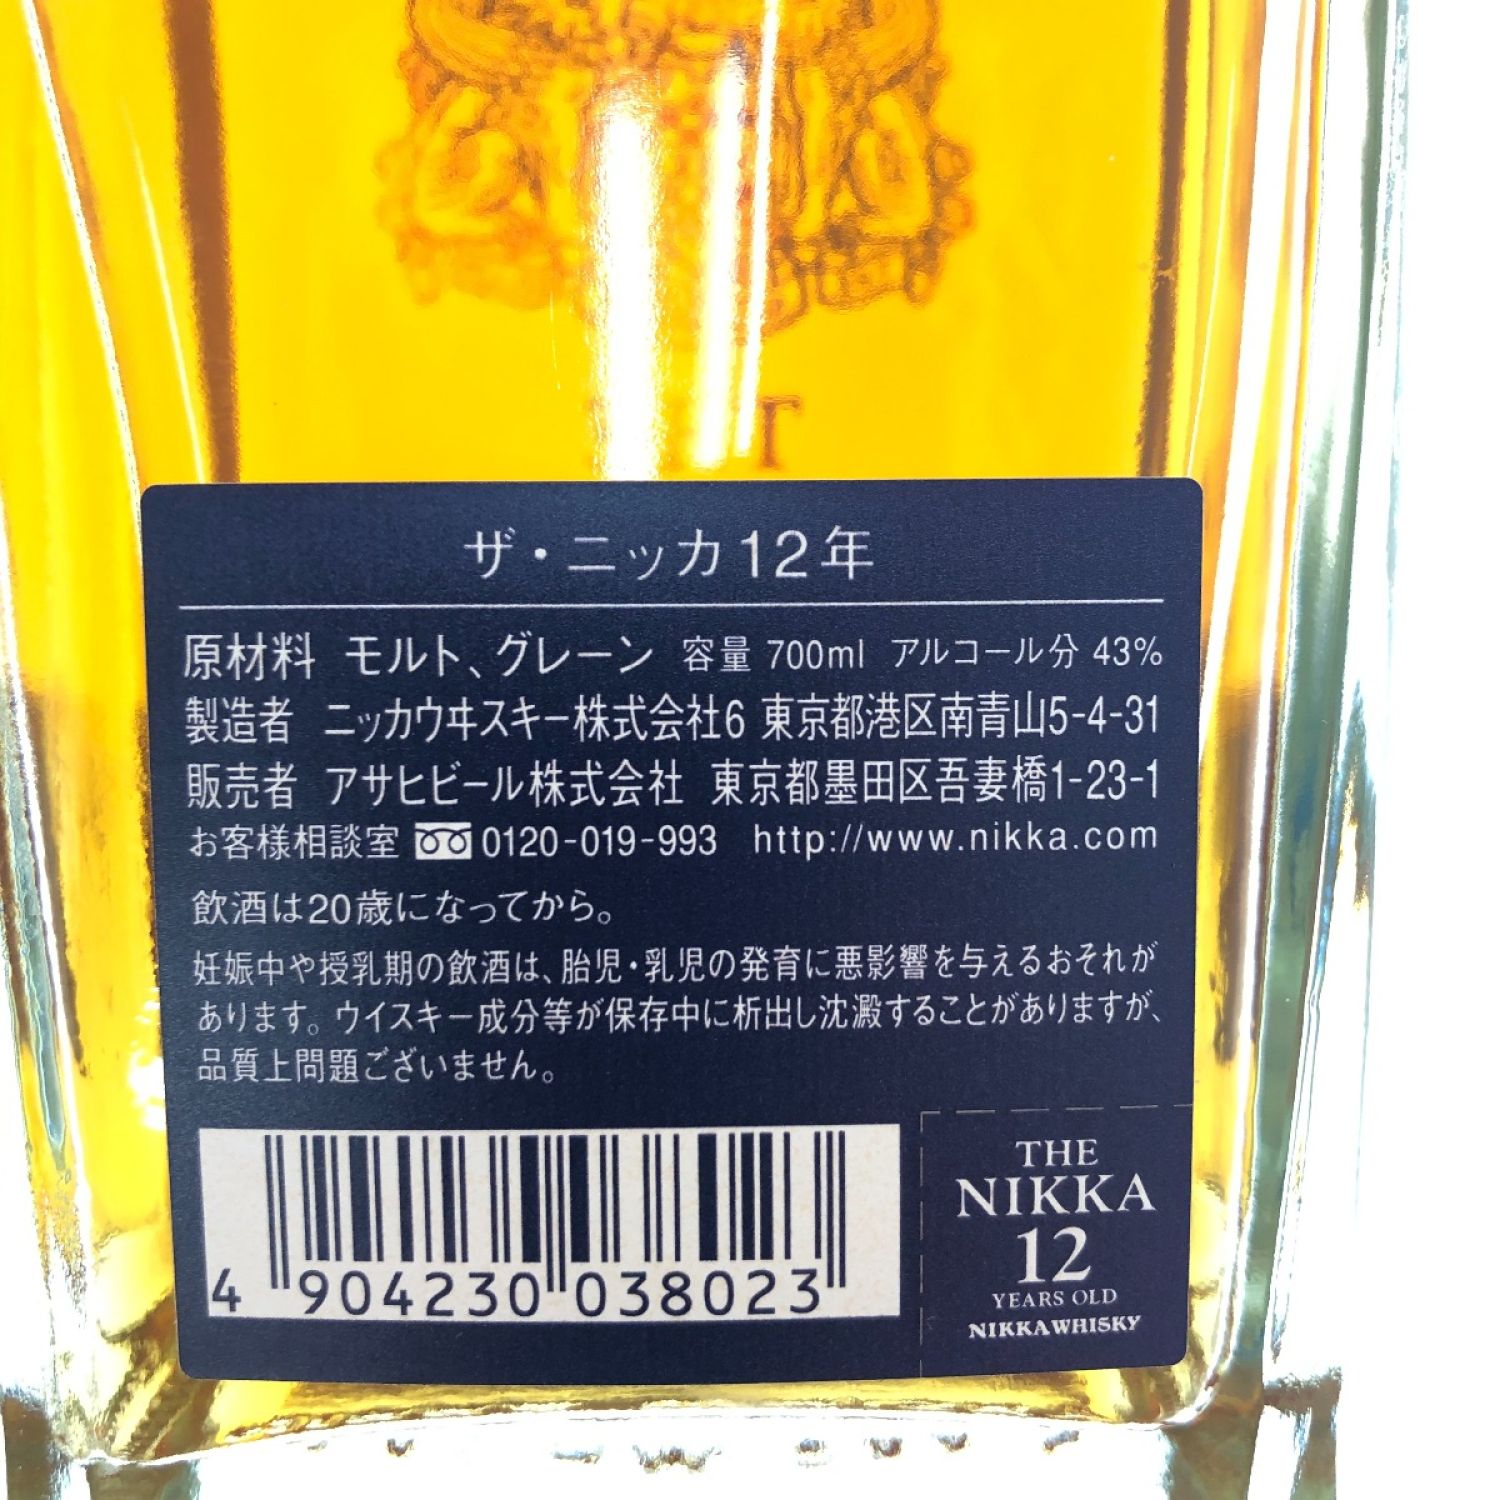 ザ・ニッカ12年
原材料 モルト、グレーン 容量 700ml アルコール分 43%
製造者 ニッカウヰスキー株式会社6 東京都港区南青山5-4-31
販売者 アサヒビール株式会社 東京都墨田区吾妻橋1-23-1
お客様相談室 0120-019-993 http://www.nikka.com
飲酒は20歳になってから。
妊娠中や授乳期の飲酒は、胎児・乳児の発育に悪影響を与えるおそれが
あります。ウイスキー成分等が保存中に析出し沈澱することがありますが、
品質上問題ございません。
4 904230 038023
THE
NIKKA
12
YEARS OLD
NIKKA WHISKY